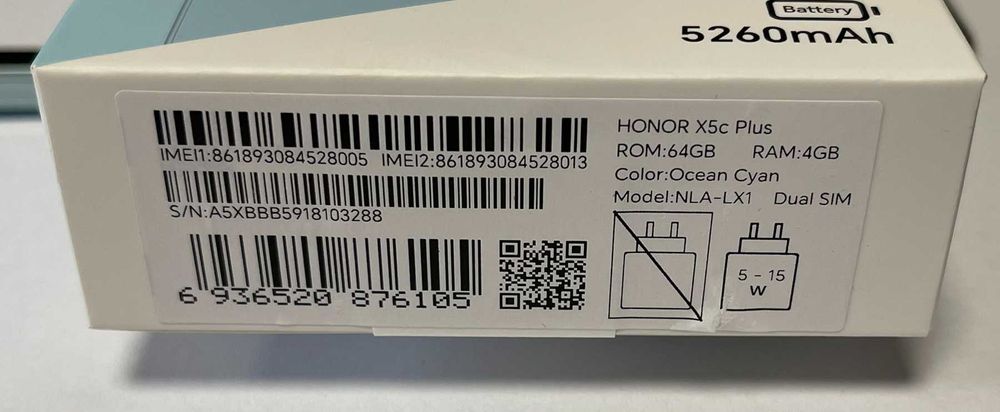 Battery
5260mAh
IMEI1:861893084528005 IMEI2:861893084528013
S/N:A5XBBB5918103288
6 936520 876105
HONOR X5c Plus
ROM:64GB RAM:4GB
Color:Ocean Cyan
Model:NLA-LX1 Dual SIM
5 - 15
W